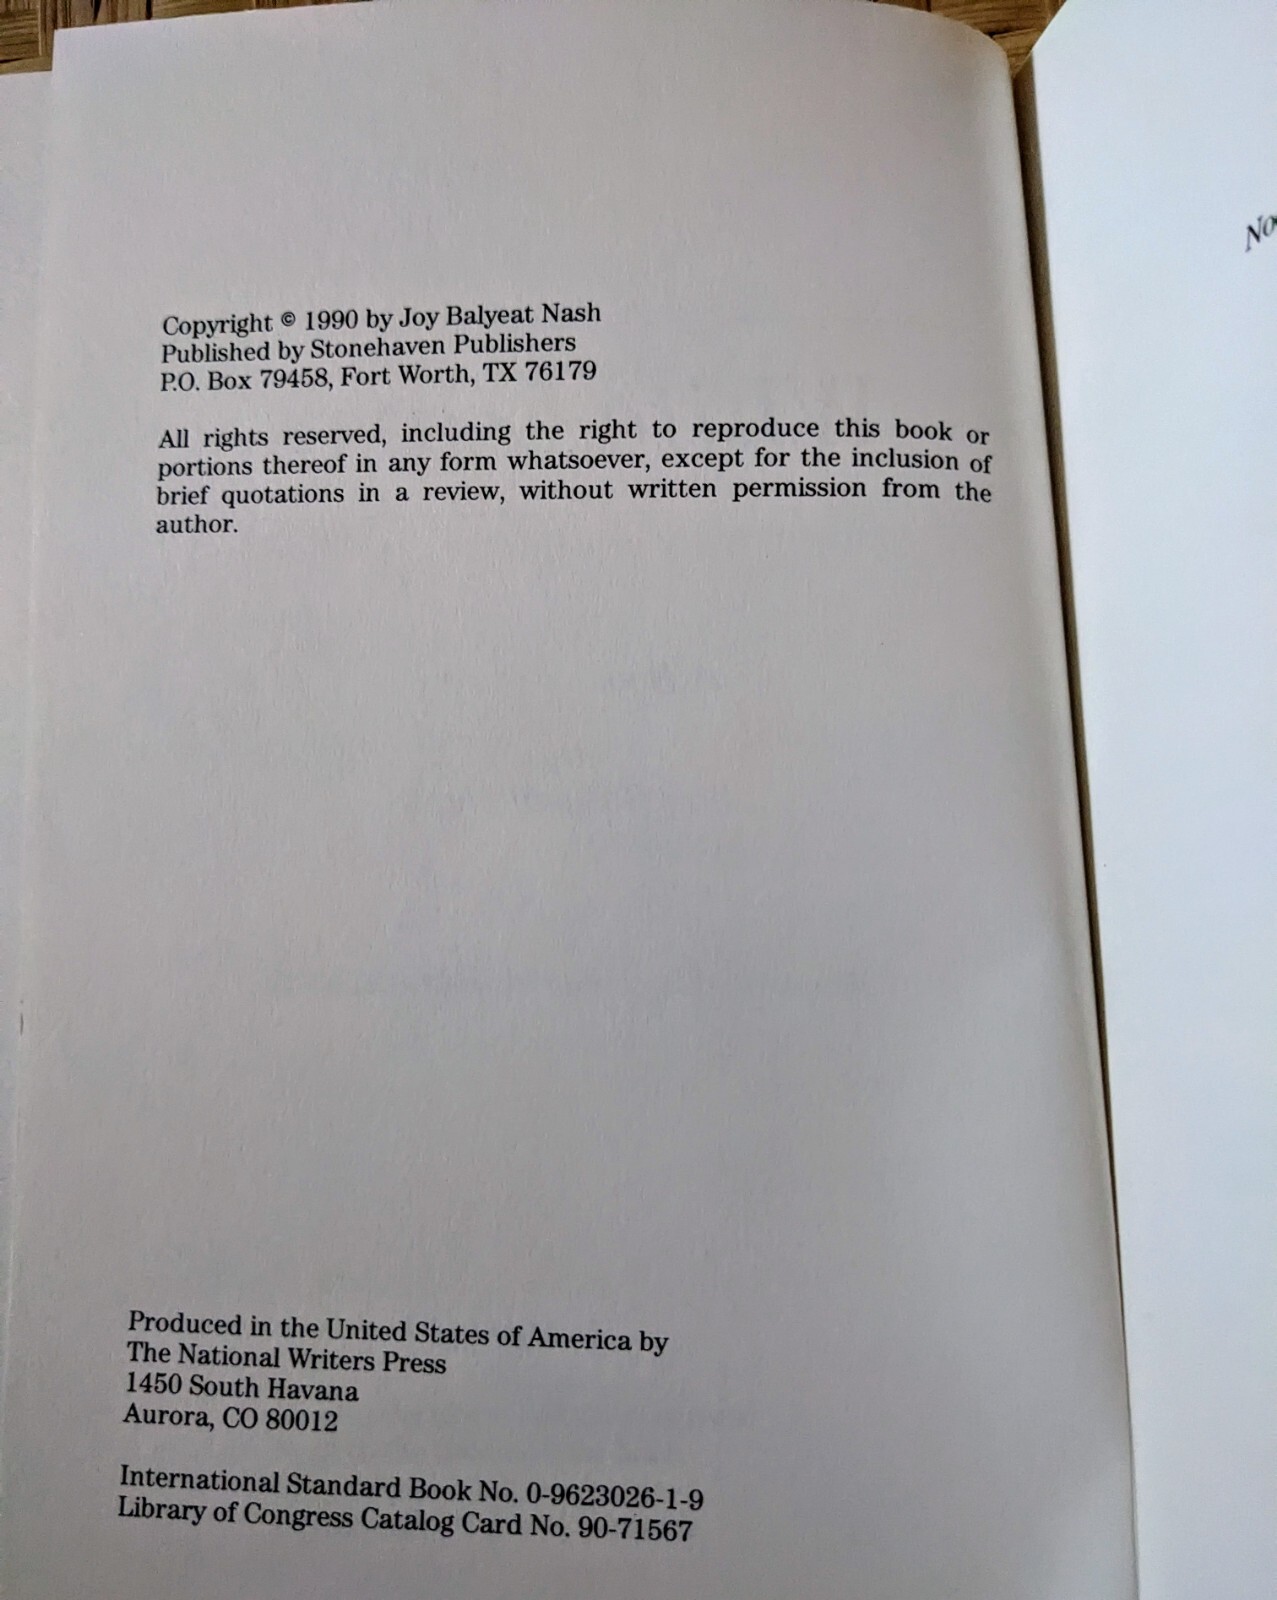 Copyright © 1990 by Joy Balyeat Nash
Published by Stonehaven Publishers
P.O. Box 79458, Fort Worth, TX 76179
All rights reserved, including the right to reproduce this book or
portions thereof in any form whatsoever, except for the inclusion of
brief quotations in a review, without written permission from the
author.
Produced in the United States of America by
The National Writers Press
1450 South Havana
Aurora, CO 80012
International Standard Book No. 0-9623026-1-9
Library of Congress Catalog Card No. 90-71567